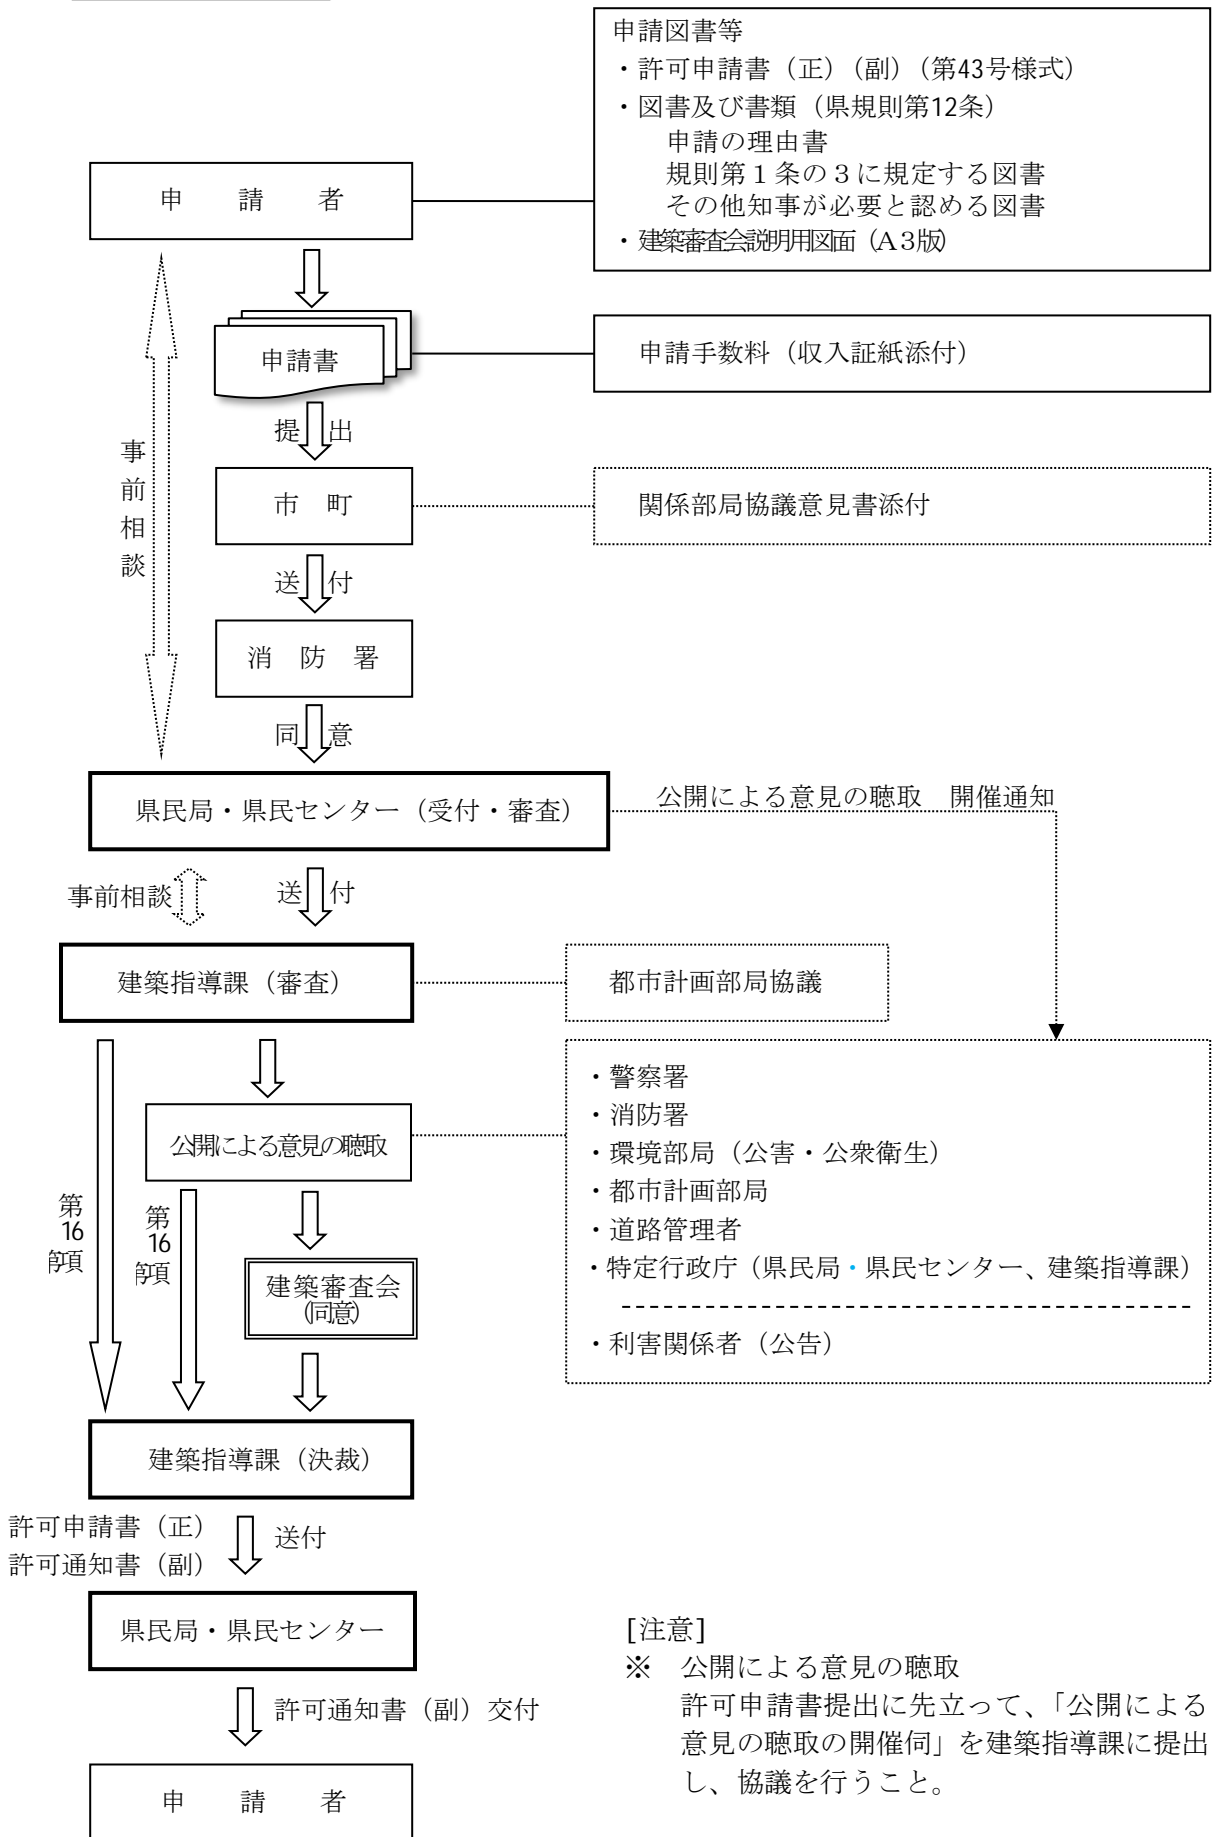 申請図書等
・許可申請書（正）（副）（第43号様式）
・図書及び書類（県規則第12条）
申請の理由書
規則第１条の３に規定する図書
その他知事が必要と認める図書
・建築審査会説明用図面（Ａ３版）
申　請　者
申請書
申請手数料（収入証紙添付）
提出
事前相談
市　町
関係部局協議意見書添付
送付
消　防　署
同意
県民局・県民センター（受付・審査）
公開による意見の聴取　開催通知
事前相談
送付
建築指導課（審査）
都市計画部局協議
公開による意見の聴取
・警察署
・消防署
・環境部局（公害・公衆衛生）
・都市計画部局
・道路管理者
・特定行政庁（県民局・県民センター、建築指導課）
・利害関係者（公告）
第
16
項
第
16
項
建築審査会
（同意）
建築指導課（決裁）
許可申請書（正）
許可通知書（副）
送付
県民局・県民センター
許可通知書（副）交付
申　請　者
［注意］
※　公開による意見の聴取
許可申請書提出に先立って、「公開による
意見の聴取の開催伺」を建築指導課に提出
し、協議を行うこと。